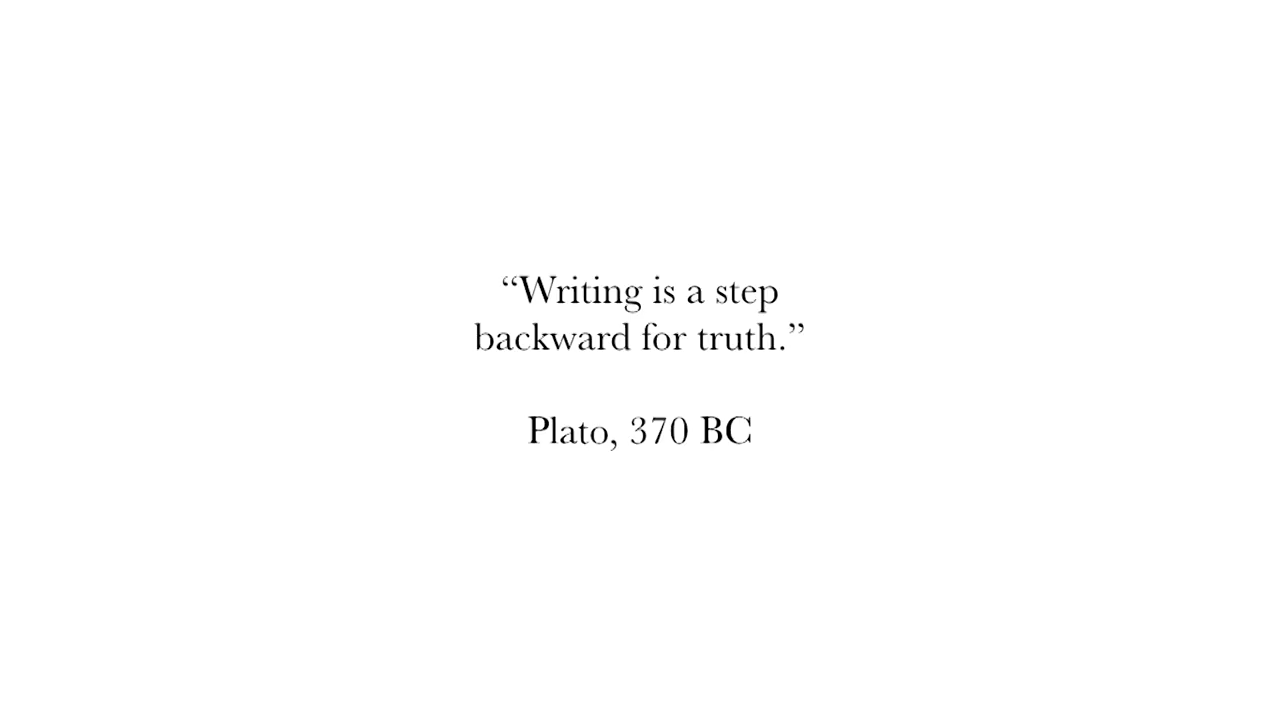 “Writing is a step
backward for truth.”
Plato, 370 BC